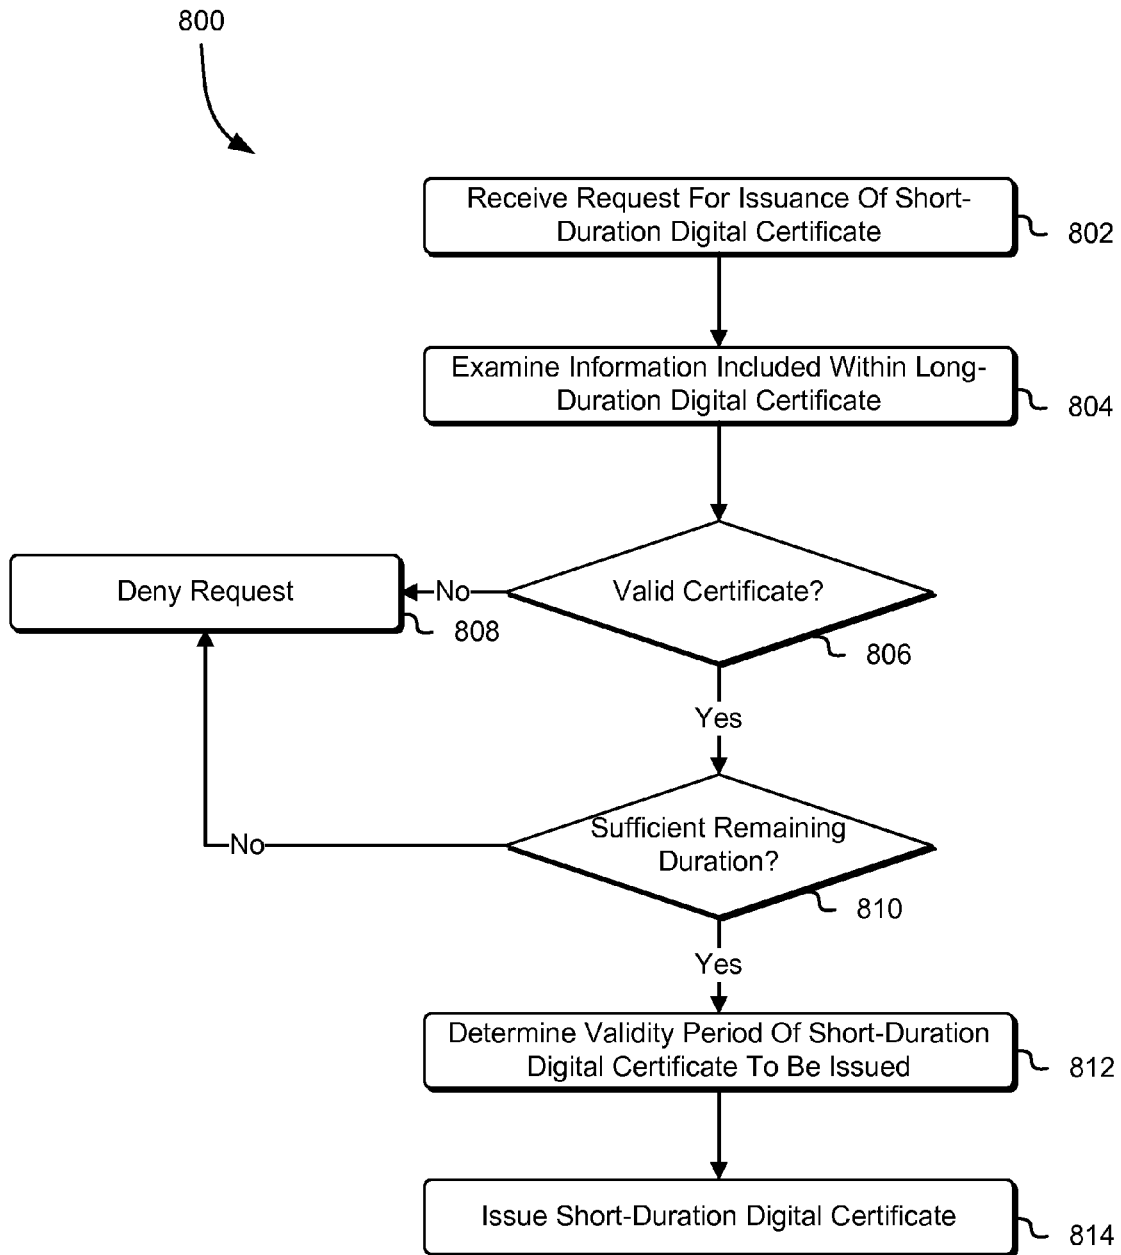 800
Receive Request For Issuance Of Short-
Duration Digital Certificate
802
Examine Information Included Within Long-
Duration Digital Certificate
804
Valid Certificate?
806
No
Deny Request
808
Yes
Sufficient Remaining
Duration?
810
No
Yes
Determine Validity Period Of Short-Duration
Digital Certificate To Be Issued
812
Issue Short-Duration Digital Certificate
814